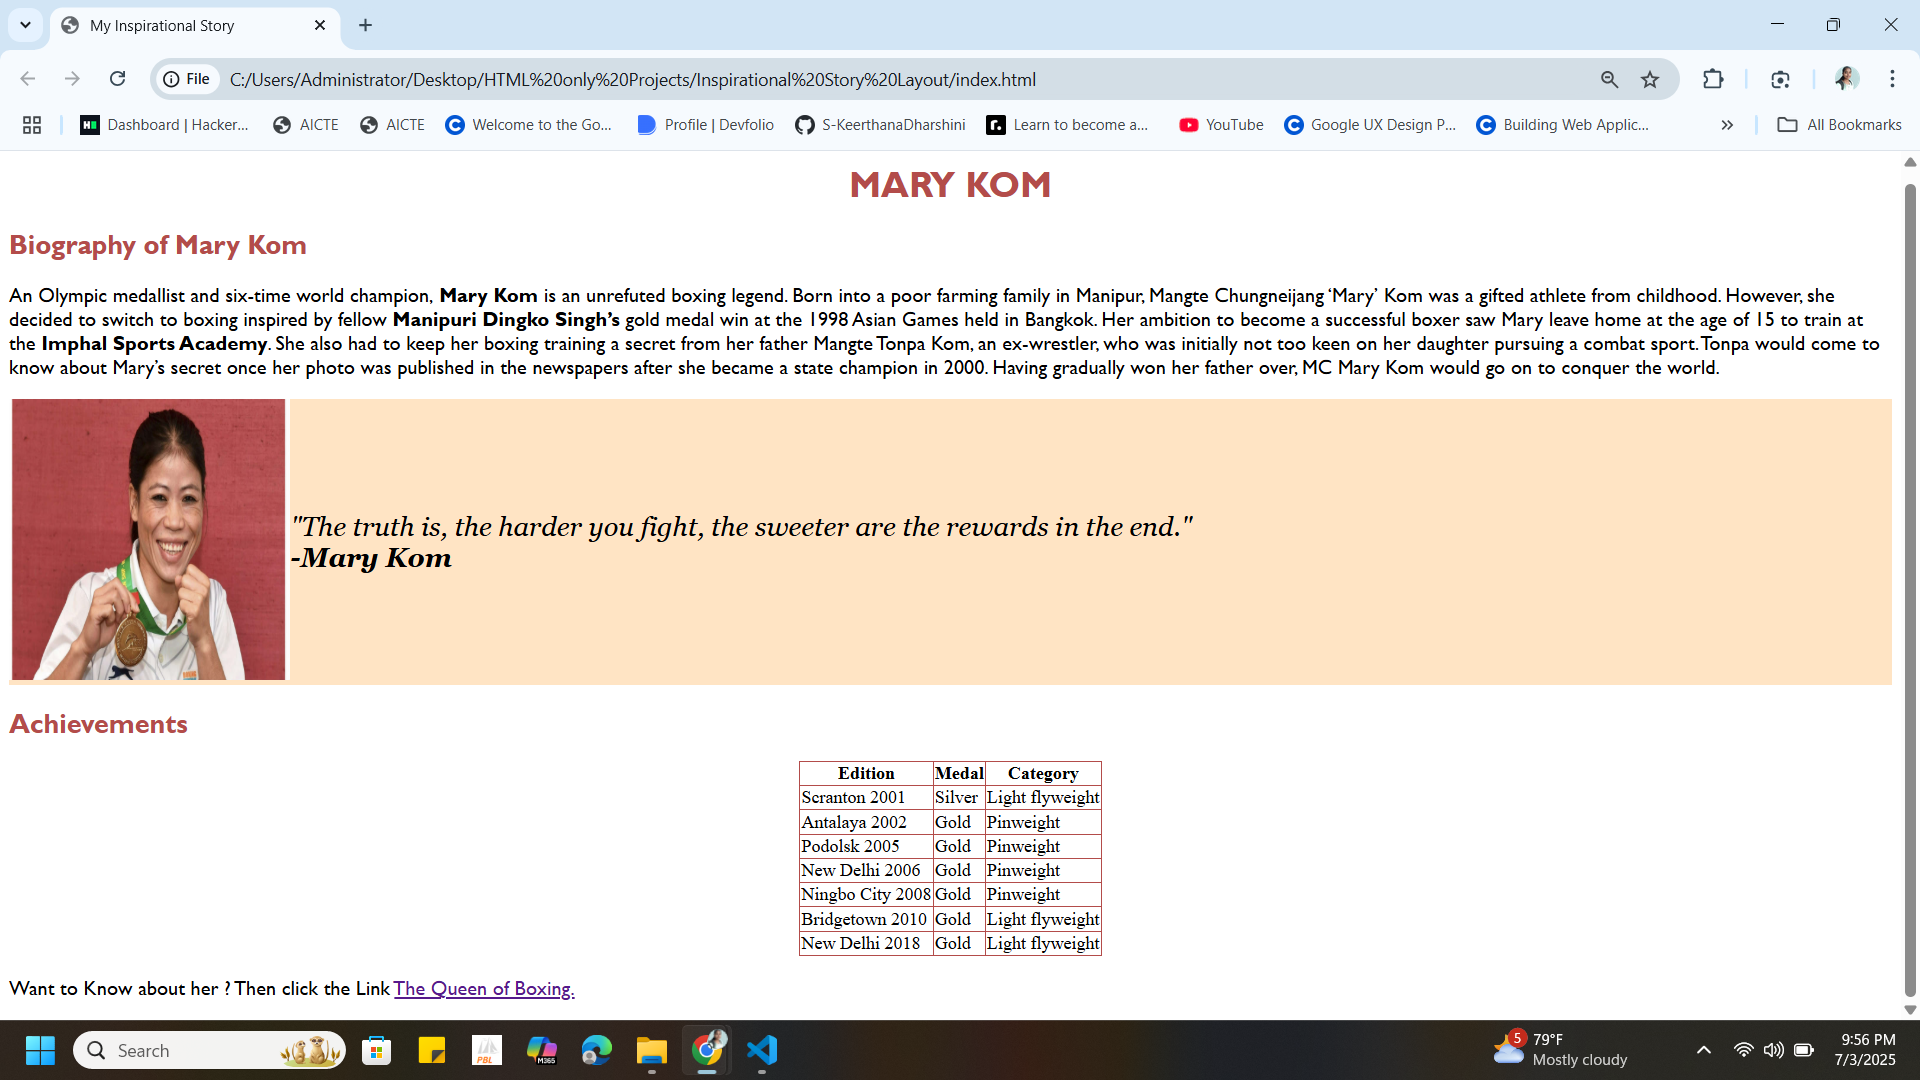 My Inspirational Story
File C:/Users/Administrator/Desktop/HTML%20only%20Projects/Inspirational%20Story%20Layout/index.html
Dashboard | Hacker... AICTE AICTE Welcome to the Go... Profile | Devfolio S-KeerthanaDharshini Learn to become a... YouTube Google UX Design P... Building Web Applic... All Bookmarks
MARY KOM
Biography of Mary Kom
An Olympic medallist and six-time world champion, Mary Kom is an unrefuted boxing legend. Born into a poor farming family in Manipur, Mangte Chungneijang ‘Mary’ Kom was a gifted athlete from childhood. However, she
decided to switch to boxing inspired by fellow Manipuri Dingko Singh’s gold medal win at the 1998 Asian Games held in Bangkok. Her ambition to become a successful boxer saw Mary leave home at the age of 15 to train at
the Imphal Sports Academy. She also had to keep her boxing training a secret from her father Mangte Tonpa Kom, an ex-wrestler, who was initially not too keen on her daughter pursuing a combat sport. Tonpa would come to
know about Mary’s secret once her photo was published in the newspapers after she became a state champion in 2000. Having gradually won her father over, MC Mary Kom would go on to conquer the world.
"The truth is, the harder you fight, the sweeter are the rewards in the end."
-Mary Kom
Achievements
Edition Medal Category
Scranton 2001 Silver Light flyweight
Antalaya 2002 Gold Pinweight
Podolsk 2005 Gold Pinweight
New Delhi 2006 Gold Pinweight
Ningbo City 2008 Gold Pinweight
Bridgetown 2010 Gold Light flyweight
New Delhi 2018 Gold Light flyweight
Want to Know about her ? Then click the Link The Queen of Boxing.
Search
PBL
M365
5
79°F
Mostly cloudy
9:56 PM
7/3/2025